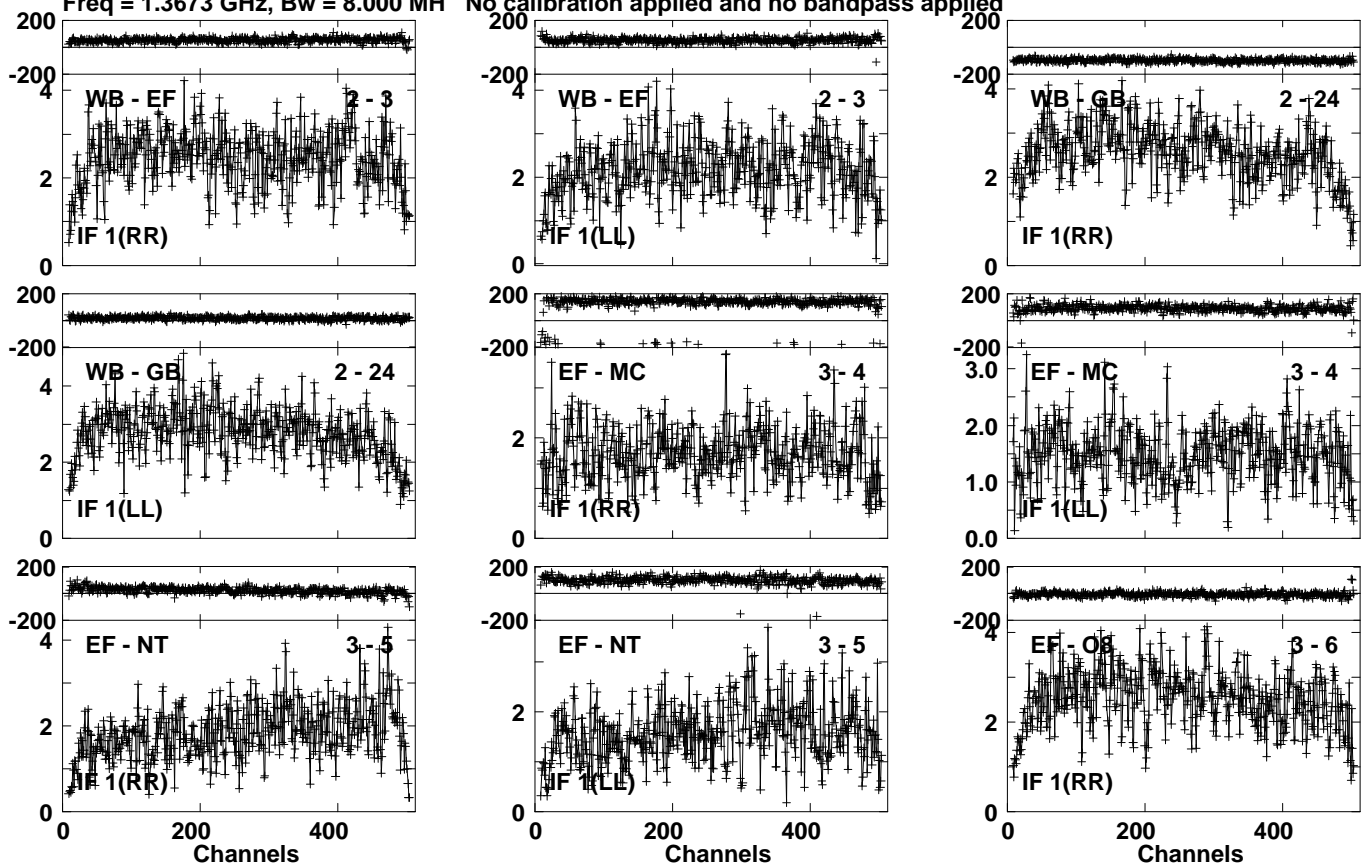 Freq = 1.3673 GHz, Bw = 8.000 MH No calibration applied and no bandpass applied
200
-200
4
2
0
WB - EF 2 - 3
IF 1(RR)
WB - EF 2 - 3
IF 1(LL)
4
2
0
200
-200
4
2
0
WB - GB 2 - 24
IF 1(RR)
200
-200
4
2
0
WB - GB 2 - 24
IF 1(LL)
200
-200
2
0
EF - MC 3 - 4
IF 1(RR)
200
-200
3.0
2.0
1.0
0.0
EF - MC 3 - 4
IF 1(LL)
200
-200
4
2
0
EF - NT 3 - 5
IF 1(RR)
0 200 400
Channels
200
-200
2
0
EF - NT 3 - 5
IF 1(LL)
0 200 400
Channels
200
-200
4
2
0
EF - O8 3 - 6
IF 1(RR)
0 200 400
Channels